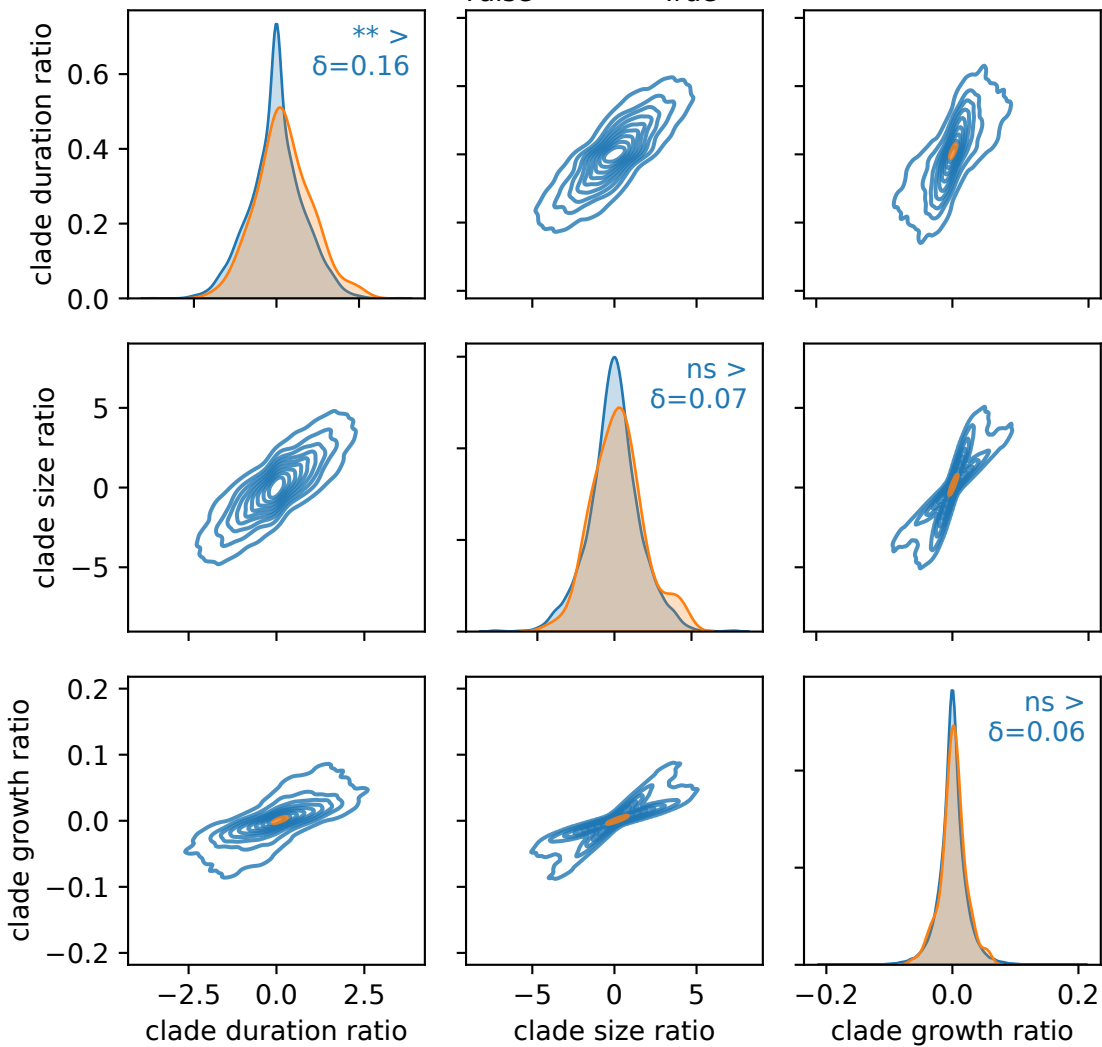 clade duration ratio
0.6
0.4
0.2
0.0
** >
δ=0.16
clade size ratio
5
0
−5
ns >
δ=0.07
clade growth ratio
0.2
0.1
0.0
−0.1
−0.2
ns >
δ=0.06
−2.5 0.0 2.5
−5 0 5
−0.2 0.0 0.2
clade duration ratio
clade size ratio
clade growth ratio